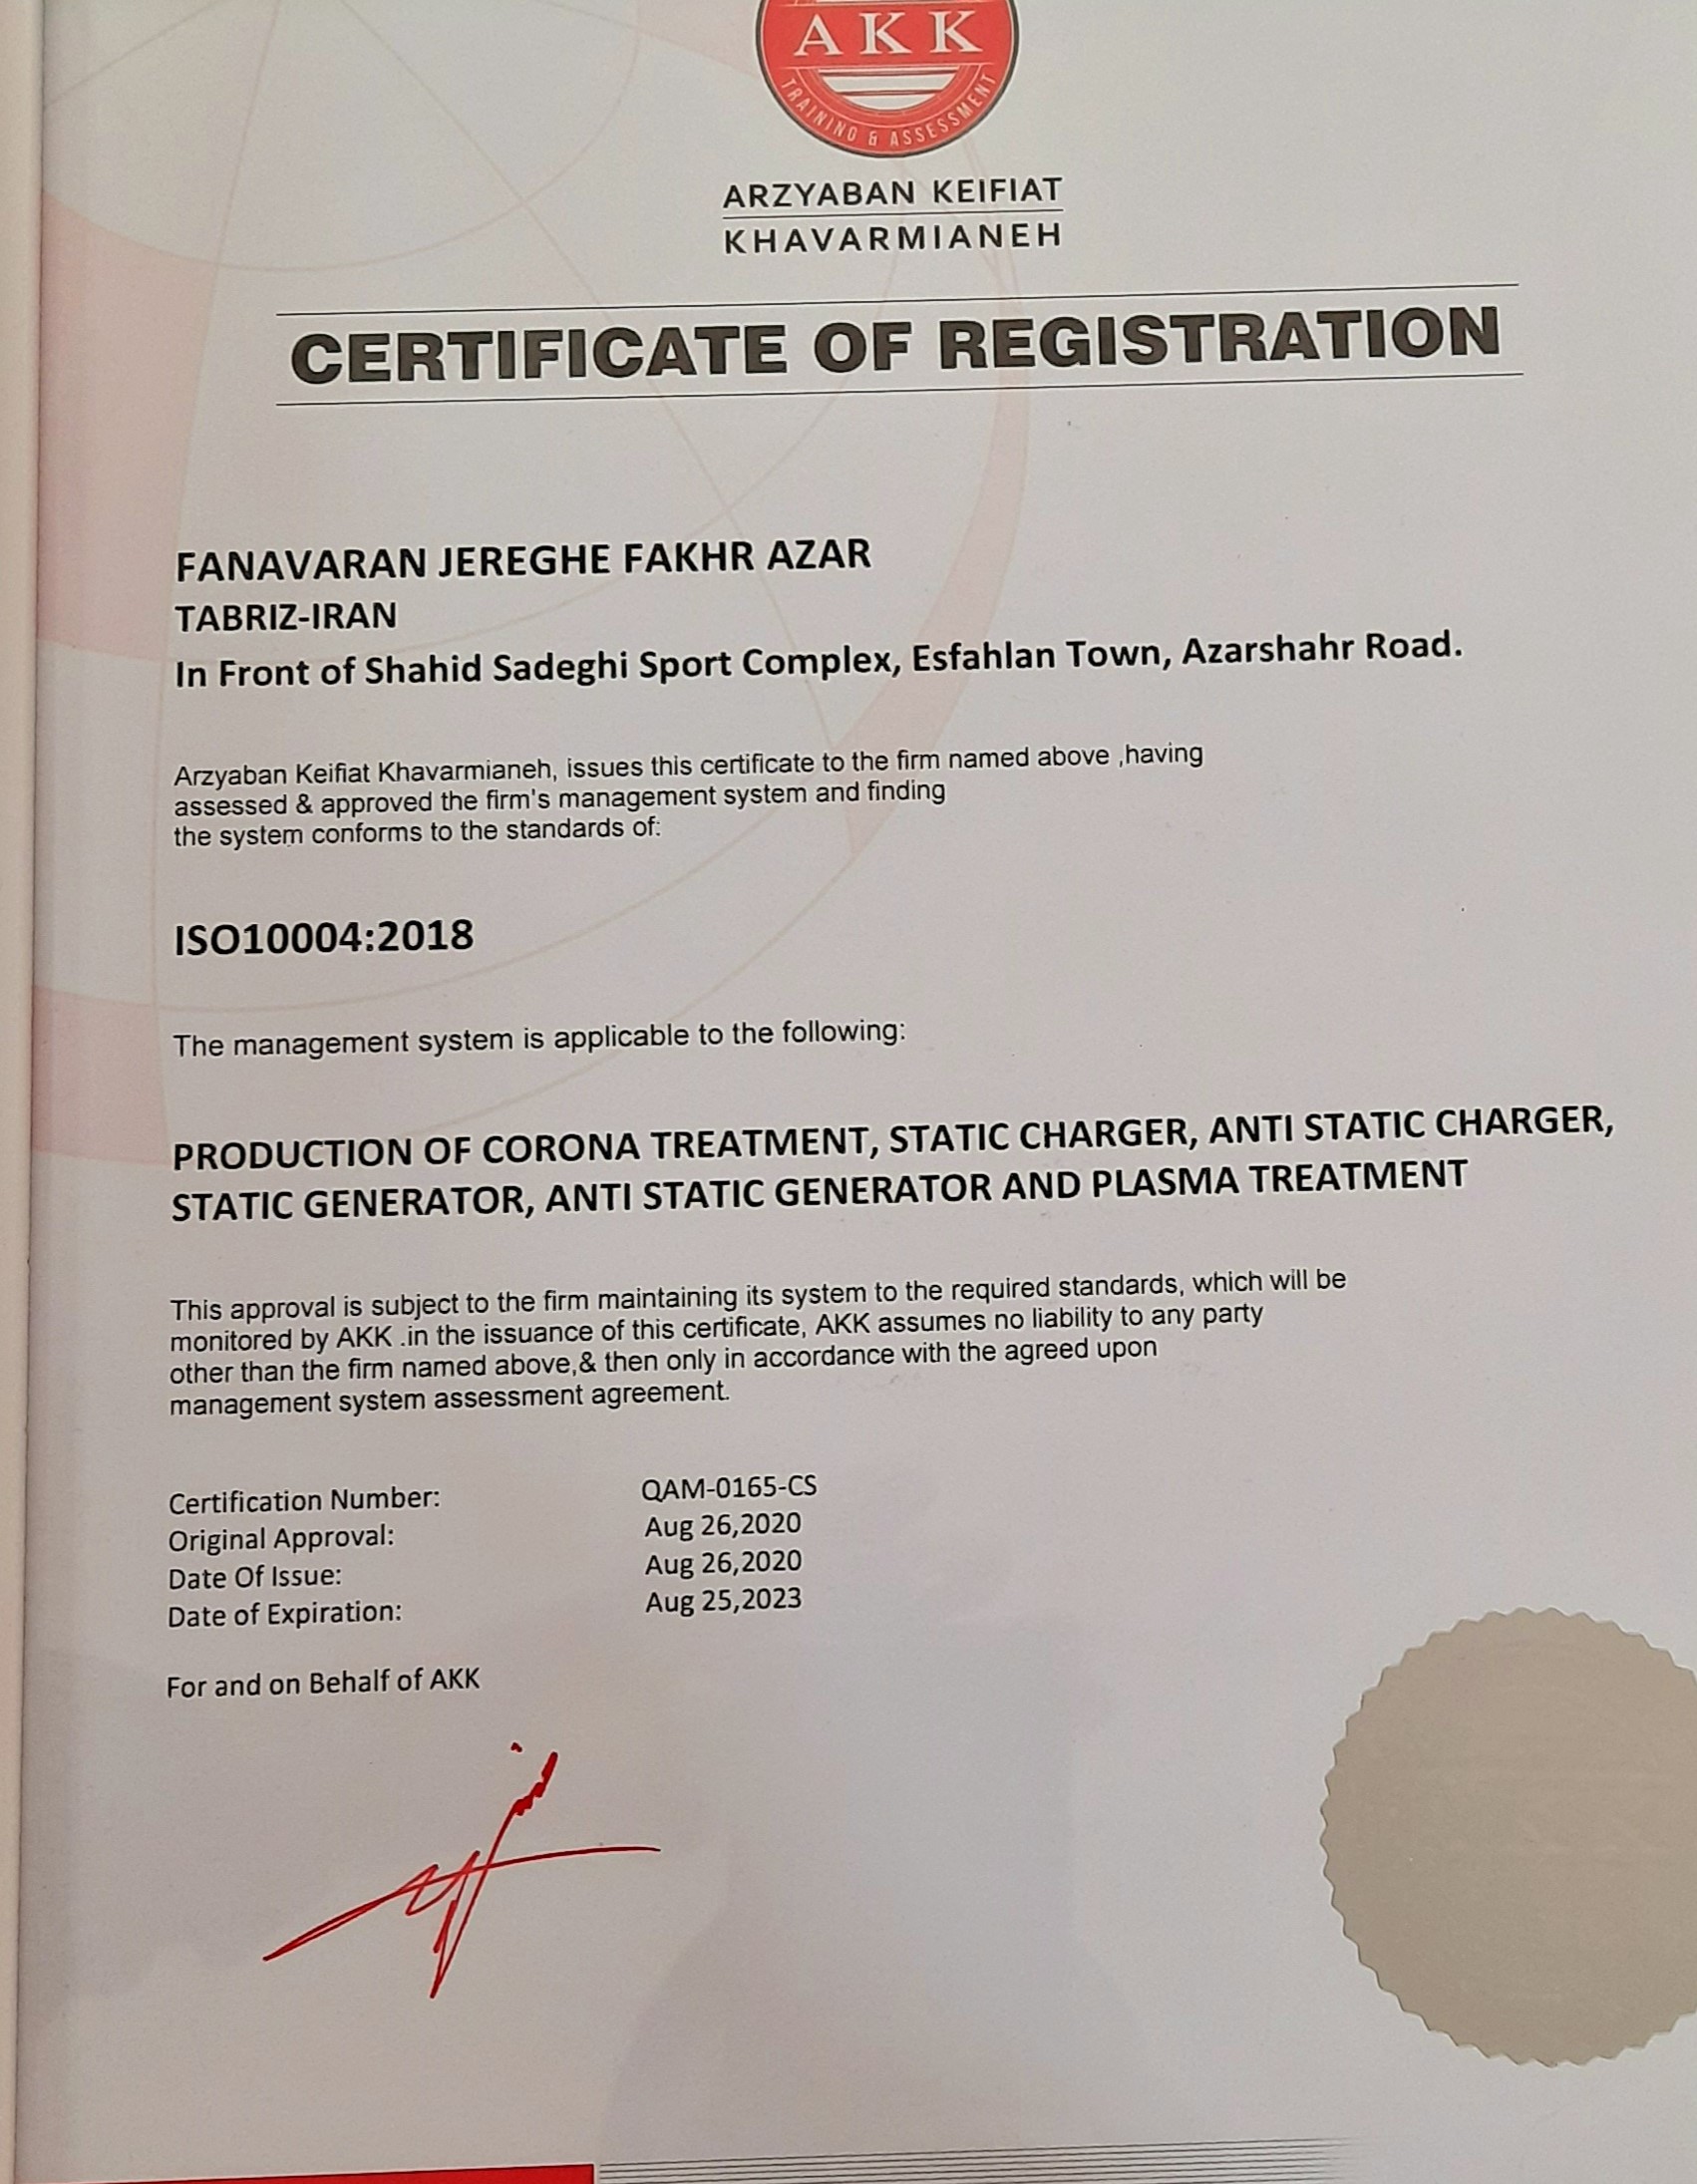 AKK
TRAINING & ASSESSMENT
ARZYABAN KEIFIAT
KHAVARMIANEH
CERTIFICATE OF REGISTRATION
FANAVARAN JEREGHE FAKHR AZAR
TABRIZ-IRAN
In Front of Shahid Sadeghi Sport Complex, Esfahlan Town, Azarshahr Road.
Arzyaban Keifiat Khavarmianeh, issues this certificate to the firm named above ,having
assessed & approved the firm's management system and finding
the system conforms to the standards of:
ISO10004:2018
The management system is applicable to the following:
PRODUCTION OF CORONA TREATMENT, STATIC CHARGER, ANTI STATIC CHARGER,
STATIC GENERATOR, ANTI STATIC GENERATOR AND PLASMA TREATMENT
This approval is subject to the firm maintaining its system to the required standards, which will be
monitored by AKK .in the issuance of this certificate, AKK assumes no liability to any party
other than the firm named above,& then only in accordance with the agreed upon
management system assessment agreement.
Certification Number: QAM-0165-CS
Original Approval: Aug 26,2020
Date Of Issue: Aug 26,2020
Date of Expiration: Aug 25,2023
For and on Behalf of AKK